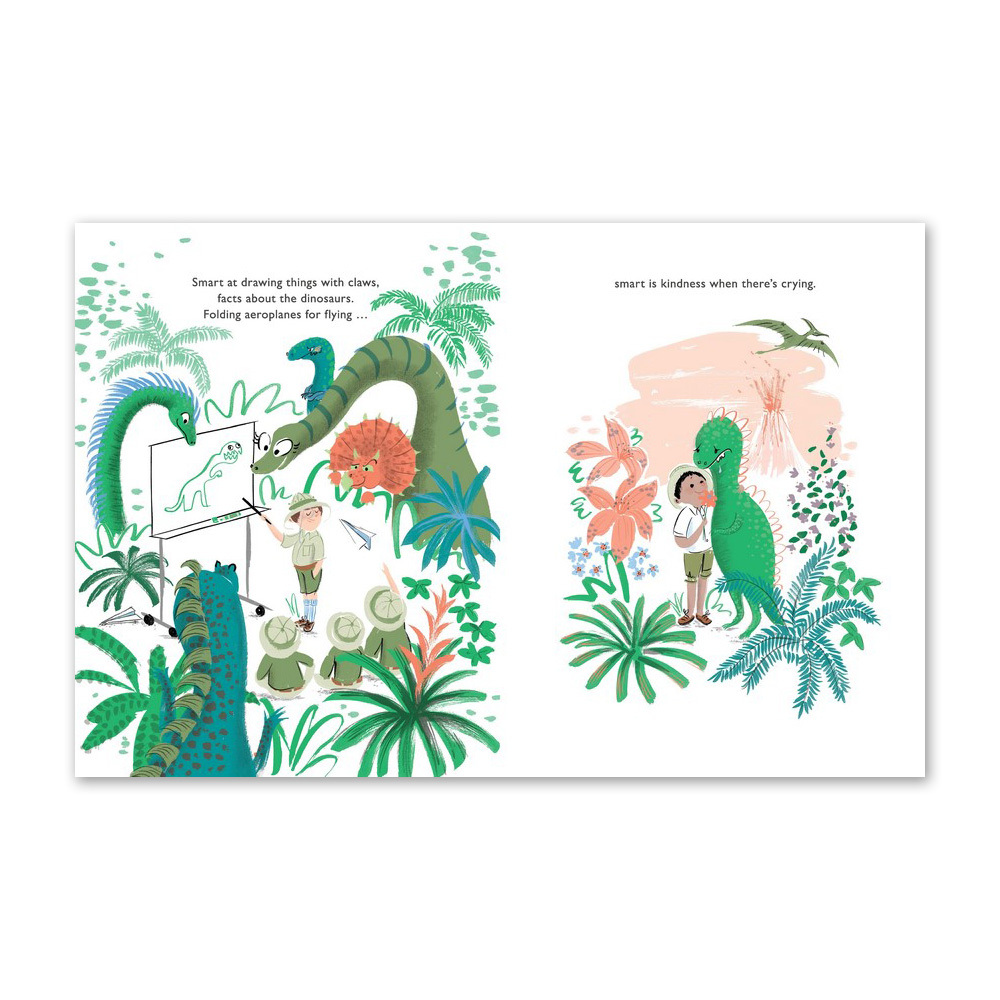 Smart at drawing things with claws,
facts about the dinosaurs.
Folding aeroplanes for flying ...
smart is kindness when there's crying.